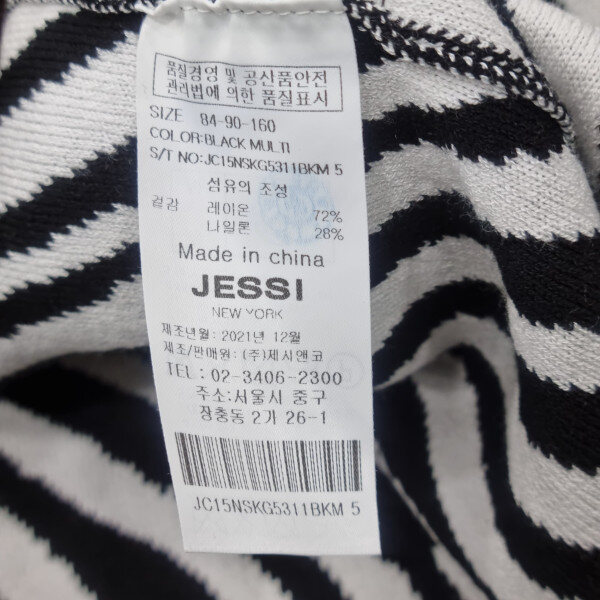 품질경영 및 공산품안전
관리법에 의한 품질표시
SIZE 84-90-160
COLOR:BLACK MULTI
S/T NO:JC15NSKG5311BKM 5
섬유의 조성
겉감 레이온 72%
나일론 28%
Made in china
JESSI
NEW YORK
제조년월: 2021년 12월
제조/판매원: (주)제시앤코
TEL: 02-3406-2300
주소:서울시 중구
장충동 2가 26-1
JC15NSKG5311BKM 5